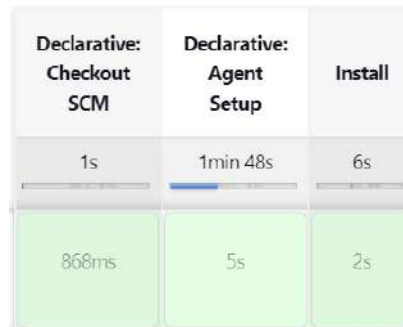 Declarative:
Checkout
SCM
Declarative:
Agent
Setup
Install
1s
1min 48s
6s
868ms
5s
2s